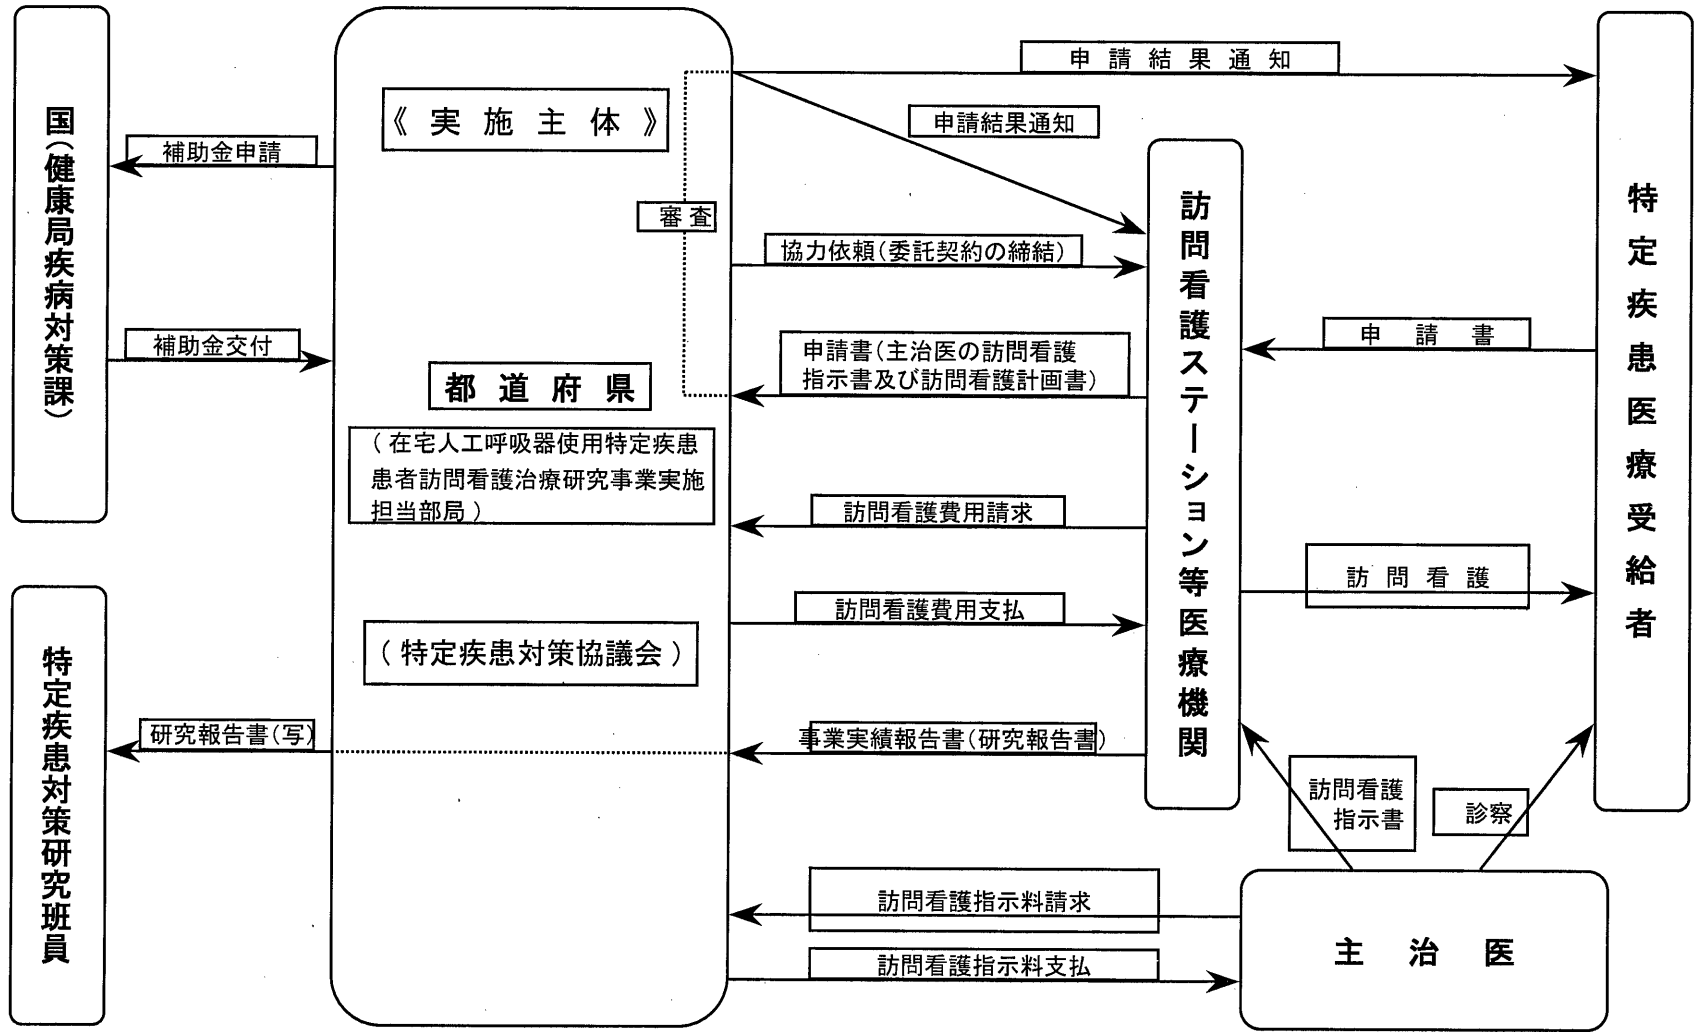 国（健康局疾病対策課）
補助金申請
補助金交付
特定疾患対策研究班員
研究報告書（写）
《実施主体》
審査
都道府県
（在宅人工呼吸器使用特定疾患
患者訪問看護治療研究事業実施
担当部局）
（特定疾患対策協議会）
申請結果通知
申請結果通知
協力依頼（委託契約の締結）
申請書（主治医の訪問看護
指示書及び訪問看護計画書）
訪問看護費用請求
訪問看護費用支払
事業実績報告書（研究報告書）
訪問看護指示料請求
訪問看護指示料支払
訪問看護ステーション等医療機関
申請書
訪問看護
訪問看護
指示書
診察
主治医
特定疾患医療受給者